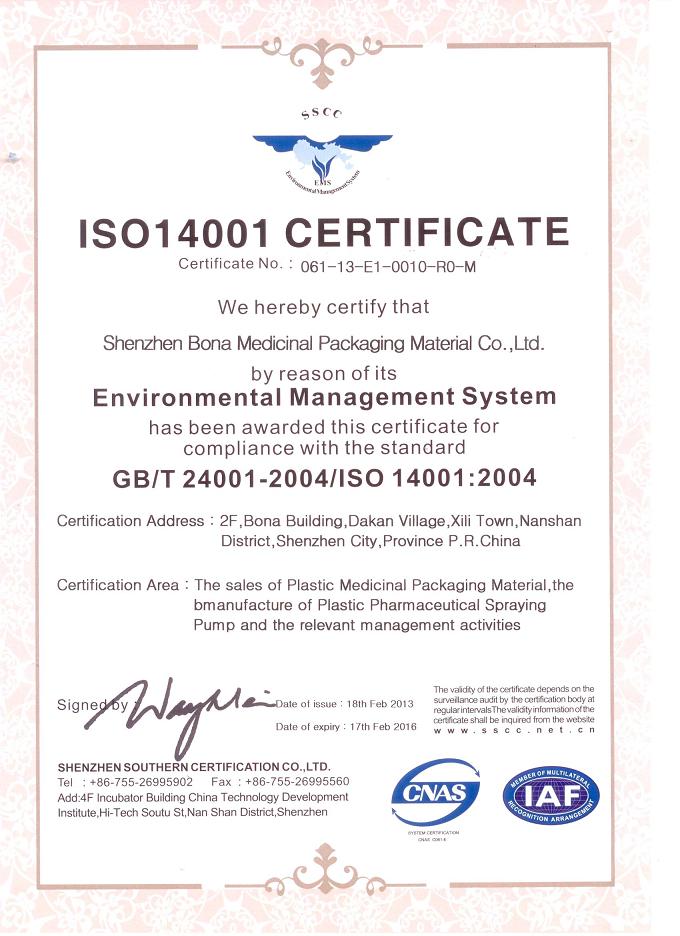 SSCC
EMS
Environmental Management System
ISO14001 CERTIFICATE
Certificate No. : 061-13-E1-0010-R0-M
We hereby certify that
Shenzhen Bona Medicinal Packaging Material Co.,Ltd.
by reason of its
Environmental Management System
has been awarded this certificate for
compliance with the standard
GB/T 24001-2004/ISO 14001:2004
Certification Address : 2F,Bona Building,Dakan Village,Xili Town,Nanshan
District,Shenzhen City,Province P.R.China
Certification Area : The sales of Plastic Medicinal Packaging Material,the
bmanufacture of Plastic Pharmaceutical Spraying
Pump and the relevant management activities
Signed by :
Date of issue : 18th Feb 2013
Date of expiry : 17th Feb 2016
The validity of the certificate depends on the
surveillance audit by the certification body at
regular intervalsThe validity information of the
certificate shall be inquired from the website
www.sscc.net.cn
SHENZHEN SOUTHERN CERTIFICATION CO.,LTD.
Tel : +86-755-26995902 Fax : +86-755-26995560
Add:4F Incubator Building China Technology Development
Institute,Hi-Tech Soutu St,Nan Shan District,Shenzhen
CNAS
SYSTEM CERTIFICATION
MEMBER OF MULTILATERAL
IAF
RECOGNITION ARRANGEMENT